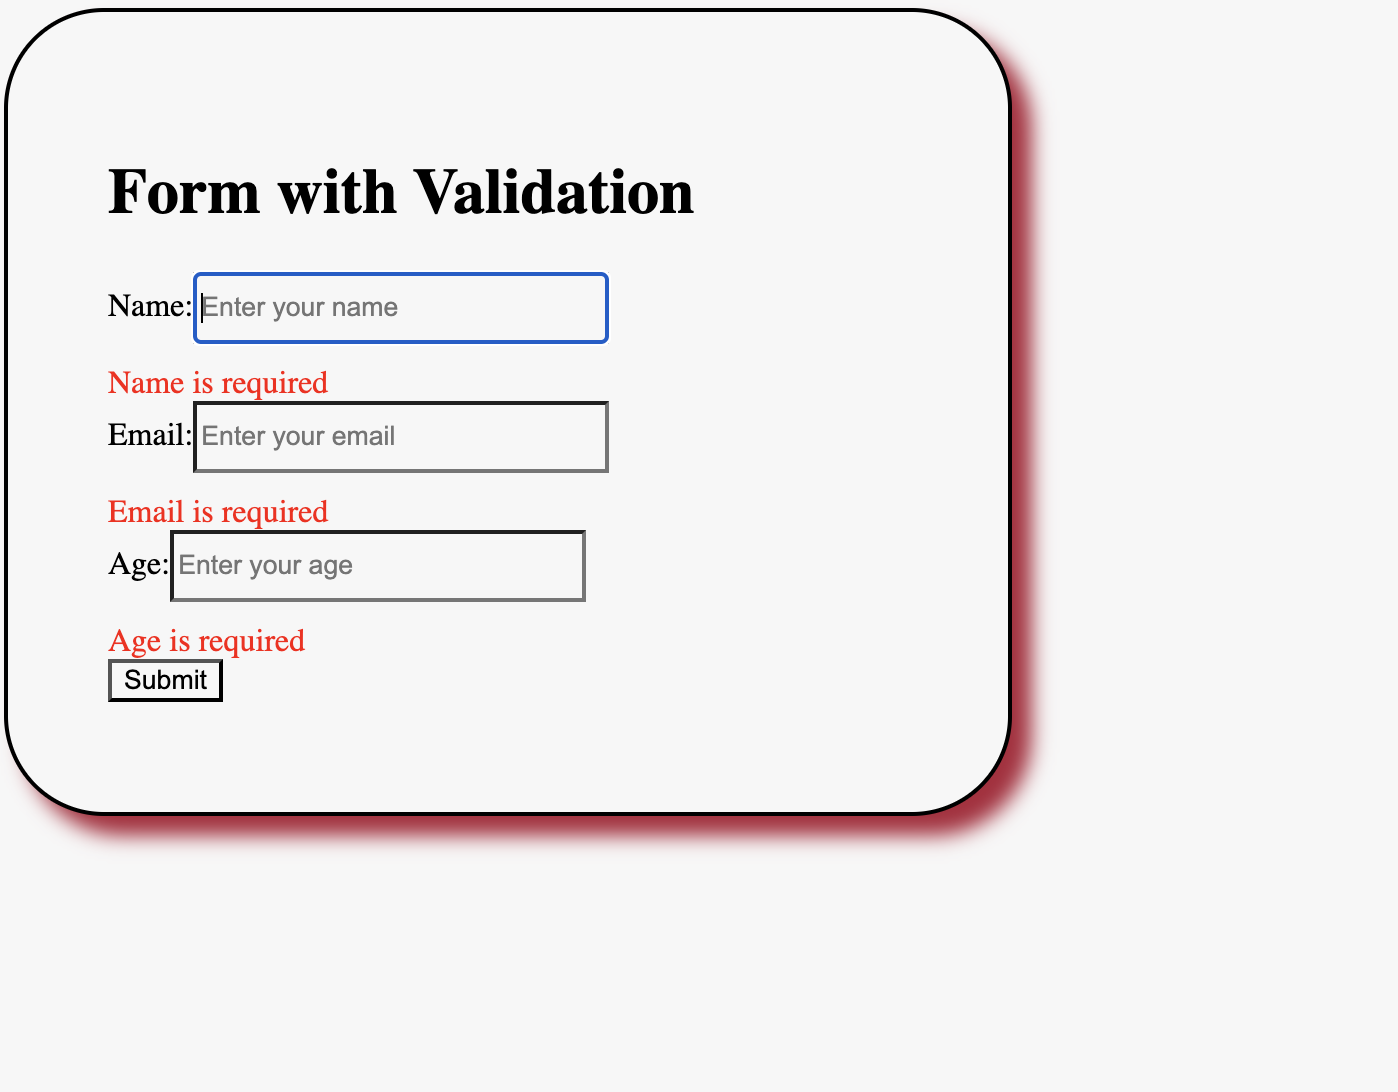 Form with Validation
Name: Enter your name
Name is required
Email: Enter your email
Email is required
Age: Enter your age
Age is required
Submit